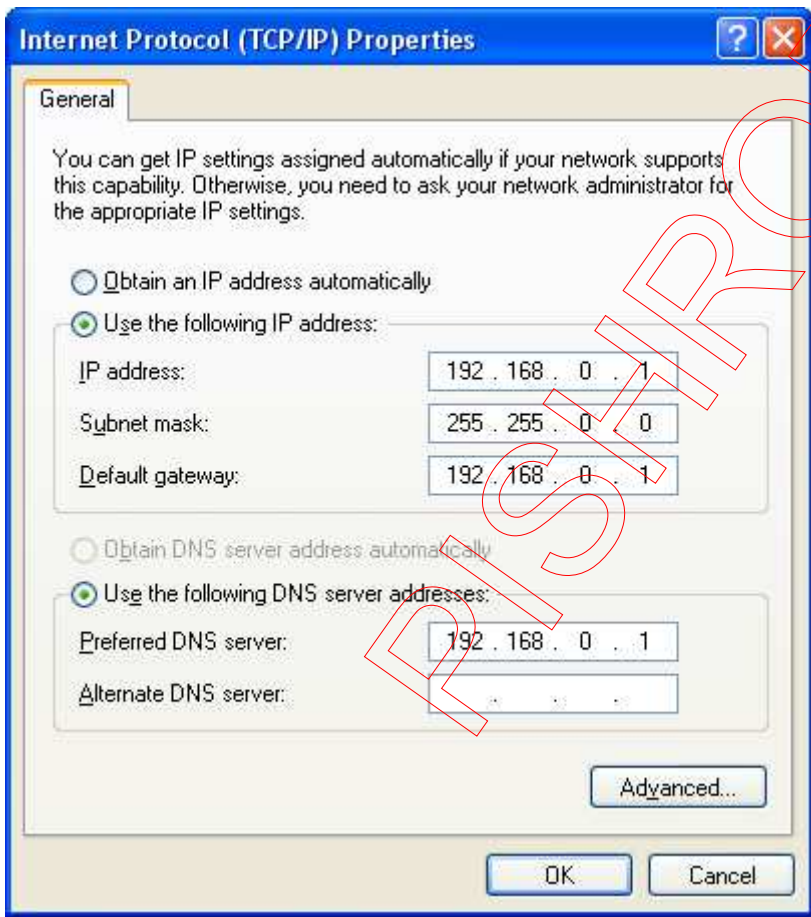 Internet Protocol (TCP/IP) Properties
General
You can get IP settings assigned automatically if your network supports
this capability. Otherwise, you need to ask your network administrator for
the appropriate IP settings.
Obtain an IP address automatically
Use the following IP address:
IP address: 192 . 168 . 0 . 1
Subnet mask: 255 . 255 . 0 . 0
Default gateway: 192 . 168 . 0 . 1
Obtain DNS server address automatically
Use the following DNS server addresses:
Preferred DNS server: 192 . 168 . 0 . 1
Alternate DNS server: . . .
Advanced...
OK Cancel
PISHRO